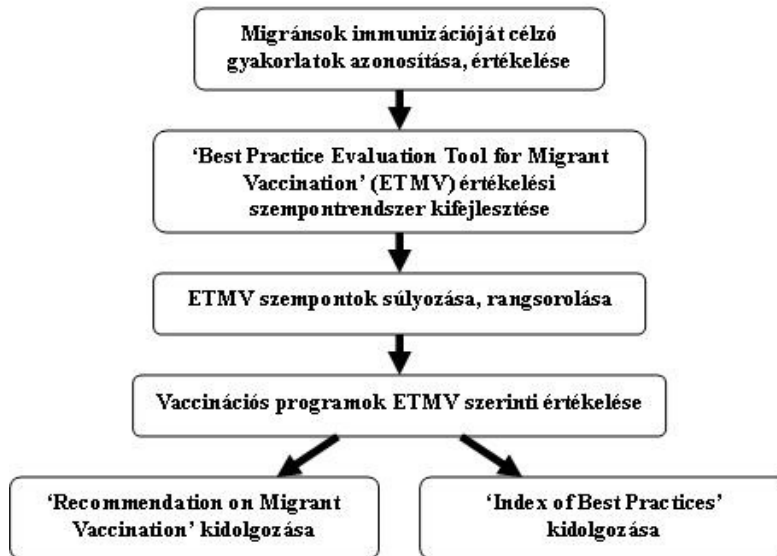 Migránsok immunizációját célzó
gyakorlatok azonosítása, értékelése
‘Best Practice Evaluation Tool for Migrant
Vaccination’ (ETMV) értékelési
szempontrendszer kifejlesztése
ETMV szempontok súlyozása, rangsorolása
Vaccinációs programok ETMV szerinti értékelése
‘Recommendation on Migrant
Vaccination’ kidolgozása
‘Index of Best Practices’
kidolgozása